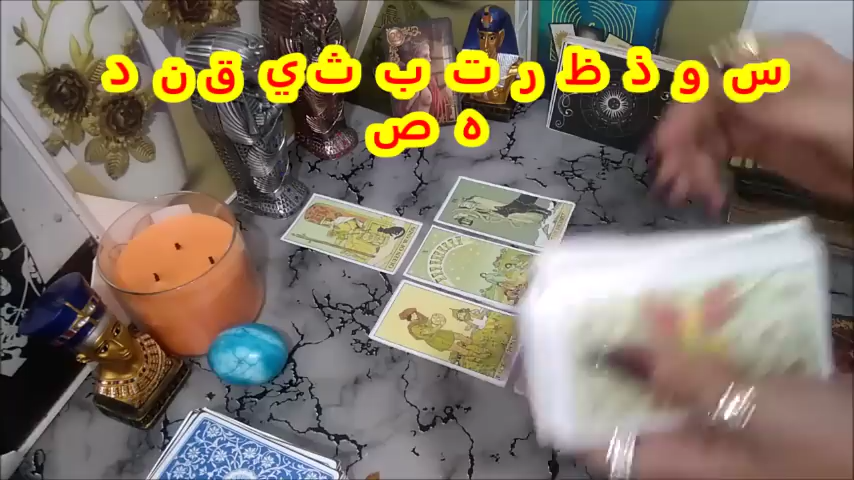 س و ذ ظ ر ت ب ث ي ق ن د
ه ص